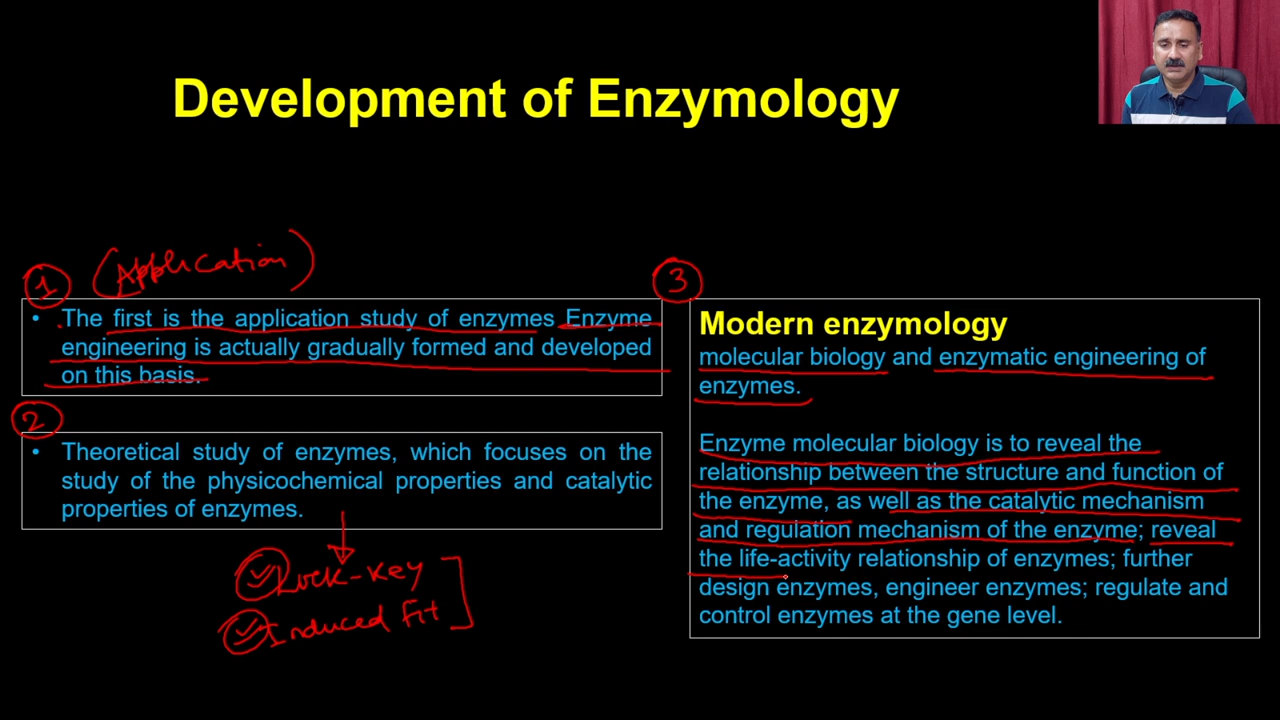 Development of Enzymology
1 (Application)
• The first is the application study of enzymes Enzyme
engineering is actually gradually formed and developed
on this basis.
2
• Theoretical study of enzymes, which focuses on the
study of the physicochemical properties and catalytic
properties of enzymes.
Lock-Key
Induced fit
3
Modern enzymology
molecular biology and enzymatic engineering of
enzymes.
Enzyme molecular biology is to reveal the
relationship between the structure and function of
the enzyme, as well as the catalytic mechanism
and regulation mechanism of the enzyme; reveal
the life-activity relationship of enzymes; further
design enzymes, engineer enzymes; regulate and
control enzymes at the gene level.